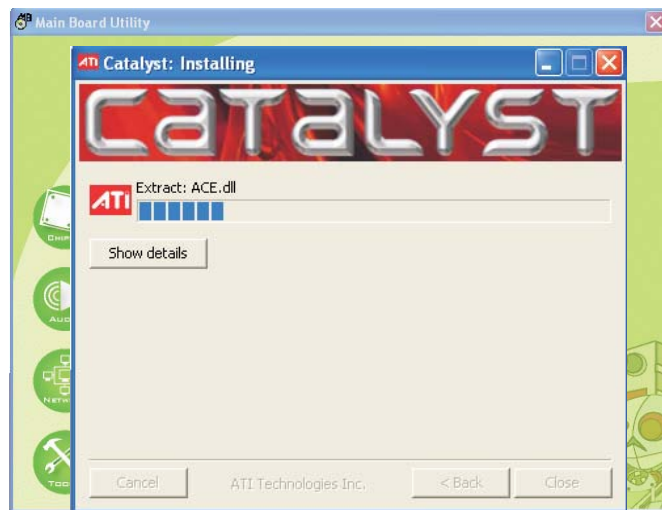 Main Board Utility
ATI Catalyst: Installing
CATALYST
ATI Extract: ACE.dll
Show details
Cancel
ATI Technologies Inc.
< Back
Close